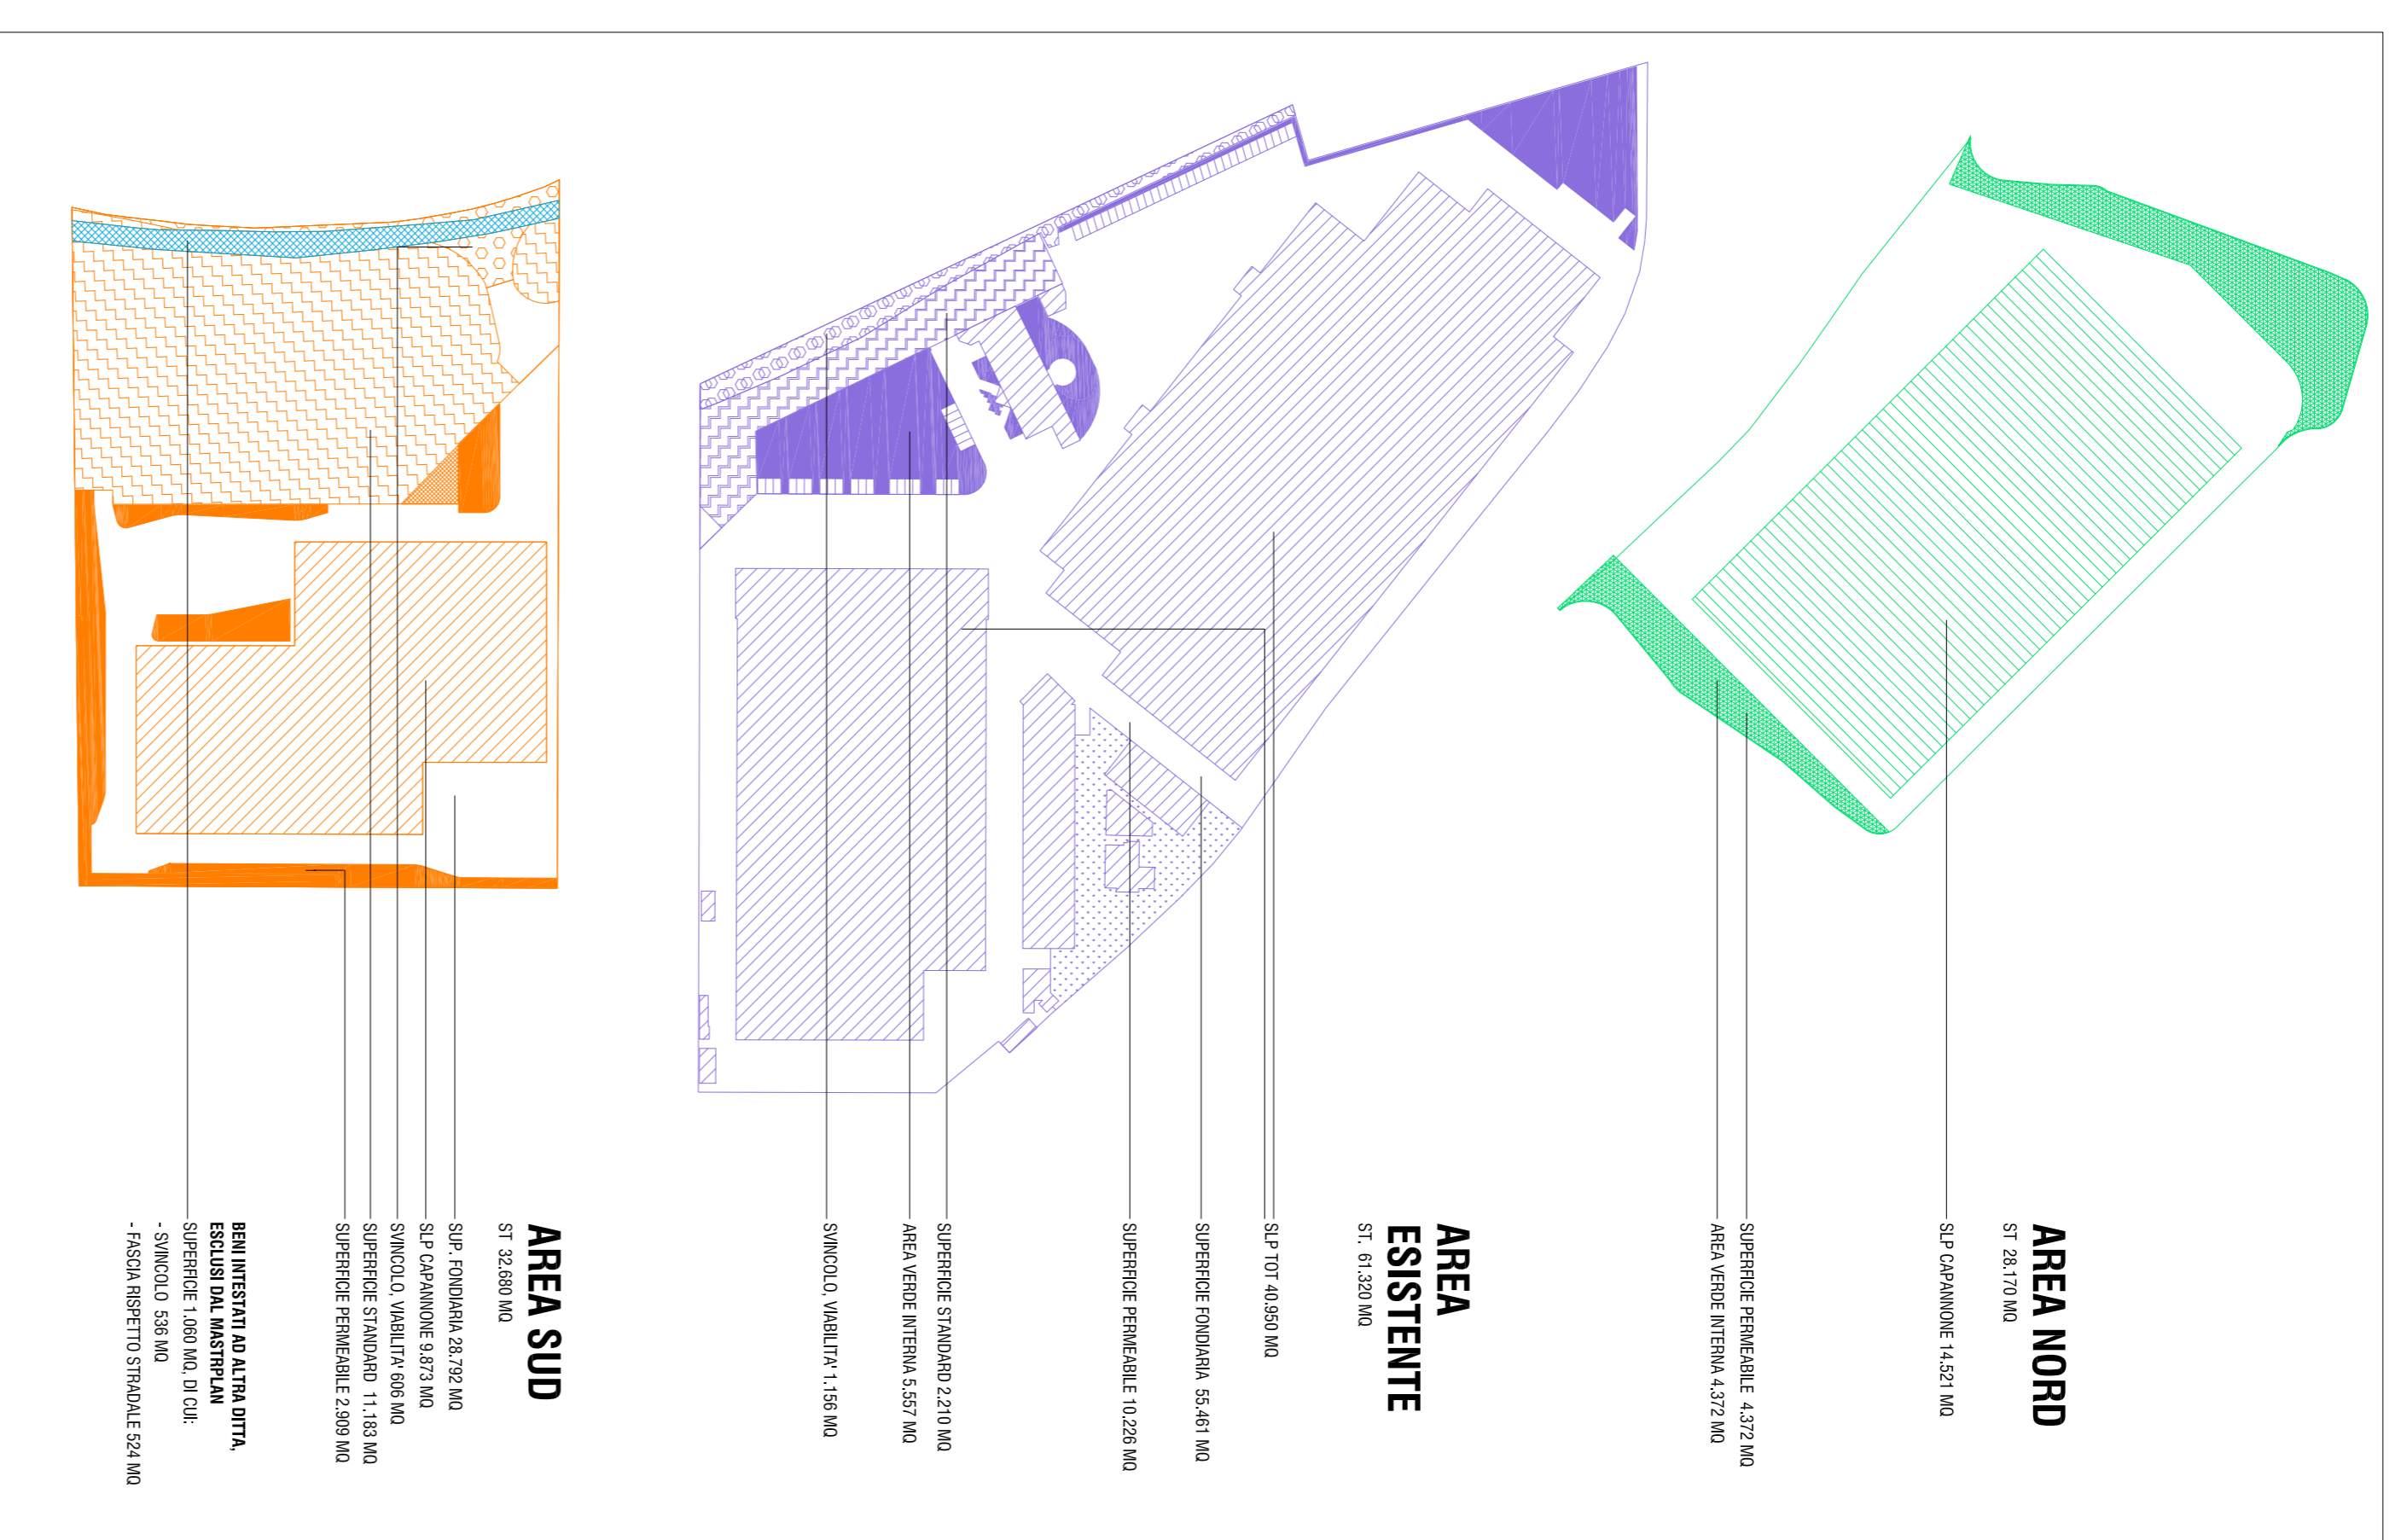 AREA NORD
ST 28.170 MQ
SLP CAPANNONE 14.521 MQ
SUPERFICIE PERMEABILE 4.372 MQ
AREA VERDE INTERNA 4.372 MQ
AREA
ESISTENTE
ST. 61.320 MQ
SLP TOT 40.950 MQ
SUPERFICIE FONDIARIA 55.461 MQ
SUPERFICIE PERMEABILE 10.226 MQ
SUPERFICIE STANDARD 2.210 MQ
AREA VERDE INTERNA 5.557 MQ
SVINCOLO, VIABILITA' 1.156 MQ
AREA SUD
ST 32.680 MQ
SUP. FONDIARIA 28.792 MQ
SLP CAPANNONE 9.873 MQ
SVINCOLO, VIABILITA' 606 MQ
SUPERFICIE STANDARD 11.183 MQ
SUPERFICIE PERMEABILE 2.909 MQ
BENI INTESTATI AD ALTRA DITTA,
ESCLUSI DAL MASTRPLAN
SUPERFICIE 1.060 MQ, DI CUI:
- SVINCOLO 536 MQ
- FASCIA RISPETTO STRADALE 524 MQ